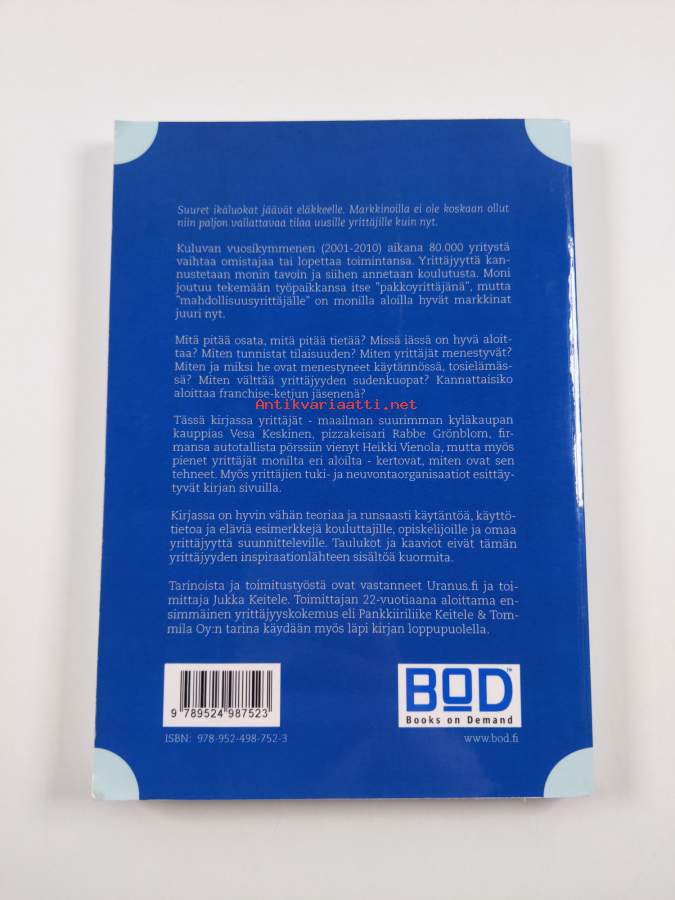 Suuret ikäluokat jäävät eläkkeelle. Markkinoilla ei ole koskaan ollut
niin paljon vallattavaa tilaa uusille yrittäjille kuin nyt.
Kuluvan vuosikymmenen (2001-2010) aikana 80.000 yritystä
vaihtaa omistajaa tai lopettaa toimintansa. Yrittäjyyttä kan-
nustetaan monin tavoin ja siihen annetaan koulutusta. Moni
joutuu tekemään työpaikkansa itse "pakkoyrittäjänä", mutta
"mahdollisuusyrittäjälle" on monilla aloilla hyvät markkinat
juuri nyt.
Mitä pitää osata, mitä pitää tietää? Missä iässä on hyvä aloit-
taa? Miten tunnistat tilaisuuden? Miten yrittäjät menestyvät?
Miten ja miksi he ovat menestyneet käytännössä, tosielämäs-
sä? Miten välttää yrittäjyyden sudenkuopat? Kannattaisiko
aloittaa franchise-ketjun jäsenenä?
Antikvariaatti.net
Tässä kirjassa yrittäjät - maailman suurimman kyläkaupan
kauppias Vesa Keskinen, pizzakeisari Rabbe Grönblom, fir-
mansa autotallista pörssiin vienyt Heikki Vienola, mutta myös
pienet yrittäjät monilta eri aloilta - kertovat, miten ovat sen
tehneet. Myös yrittäjien tuki- ja neuvontaorganisaatiot esittäy-
tyvät kirjan sivuilla.
Kirjassa on hyvin vähän teoriaa ja runsaasti käytäntöä, käyttö-
tietoa ja eläviä esimerkkejä kouluttajille, opiskelijoille ja omaa
yrittäjyyttä suunnitteleville. Taulukot ja kaaviot eivät tämän
yrittäjyyden inspiraationlähteen sisältöä kuormita.
Tarinoista ja toimitustyöstä ovat vastanneet Uranus.fi ja toi-
mittaja Jukka Keitele. Toimittajan 22-vuotiaana aloittama en-
simmäinen yrittäjyyskokemus eli Pankkiiriliike Keitele & Tom-
mila Oy:n tarina käydään myös läpi kirjan loppupuolella.
BoD™
Books on Demand
9 789524 987523
ISBN: 978-952-498-752-3
www.bod.fi